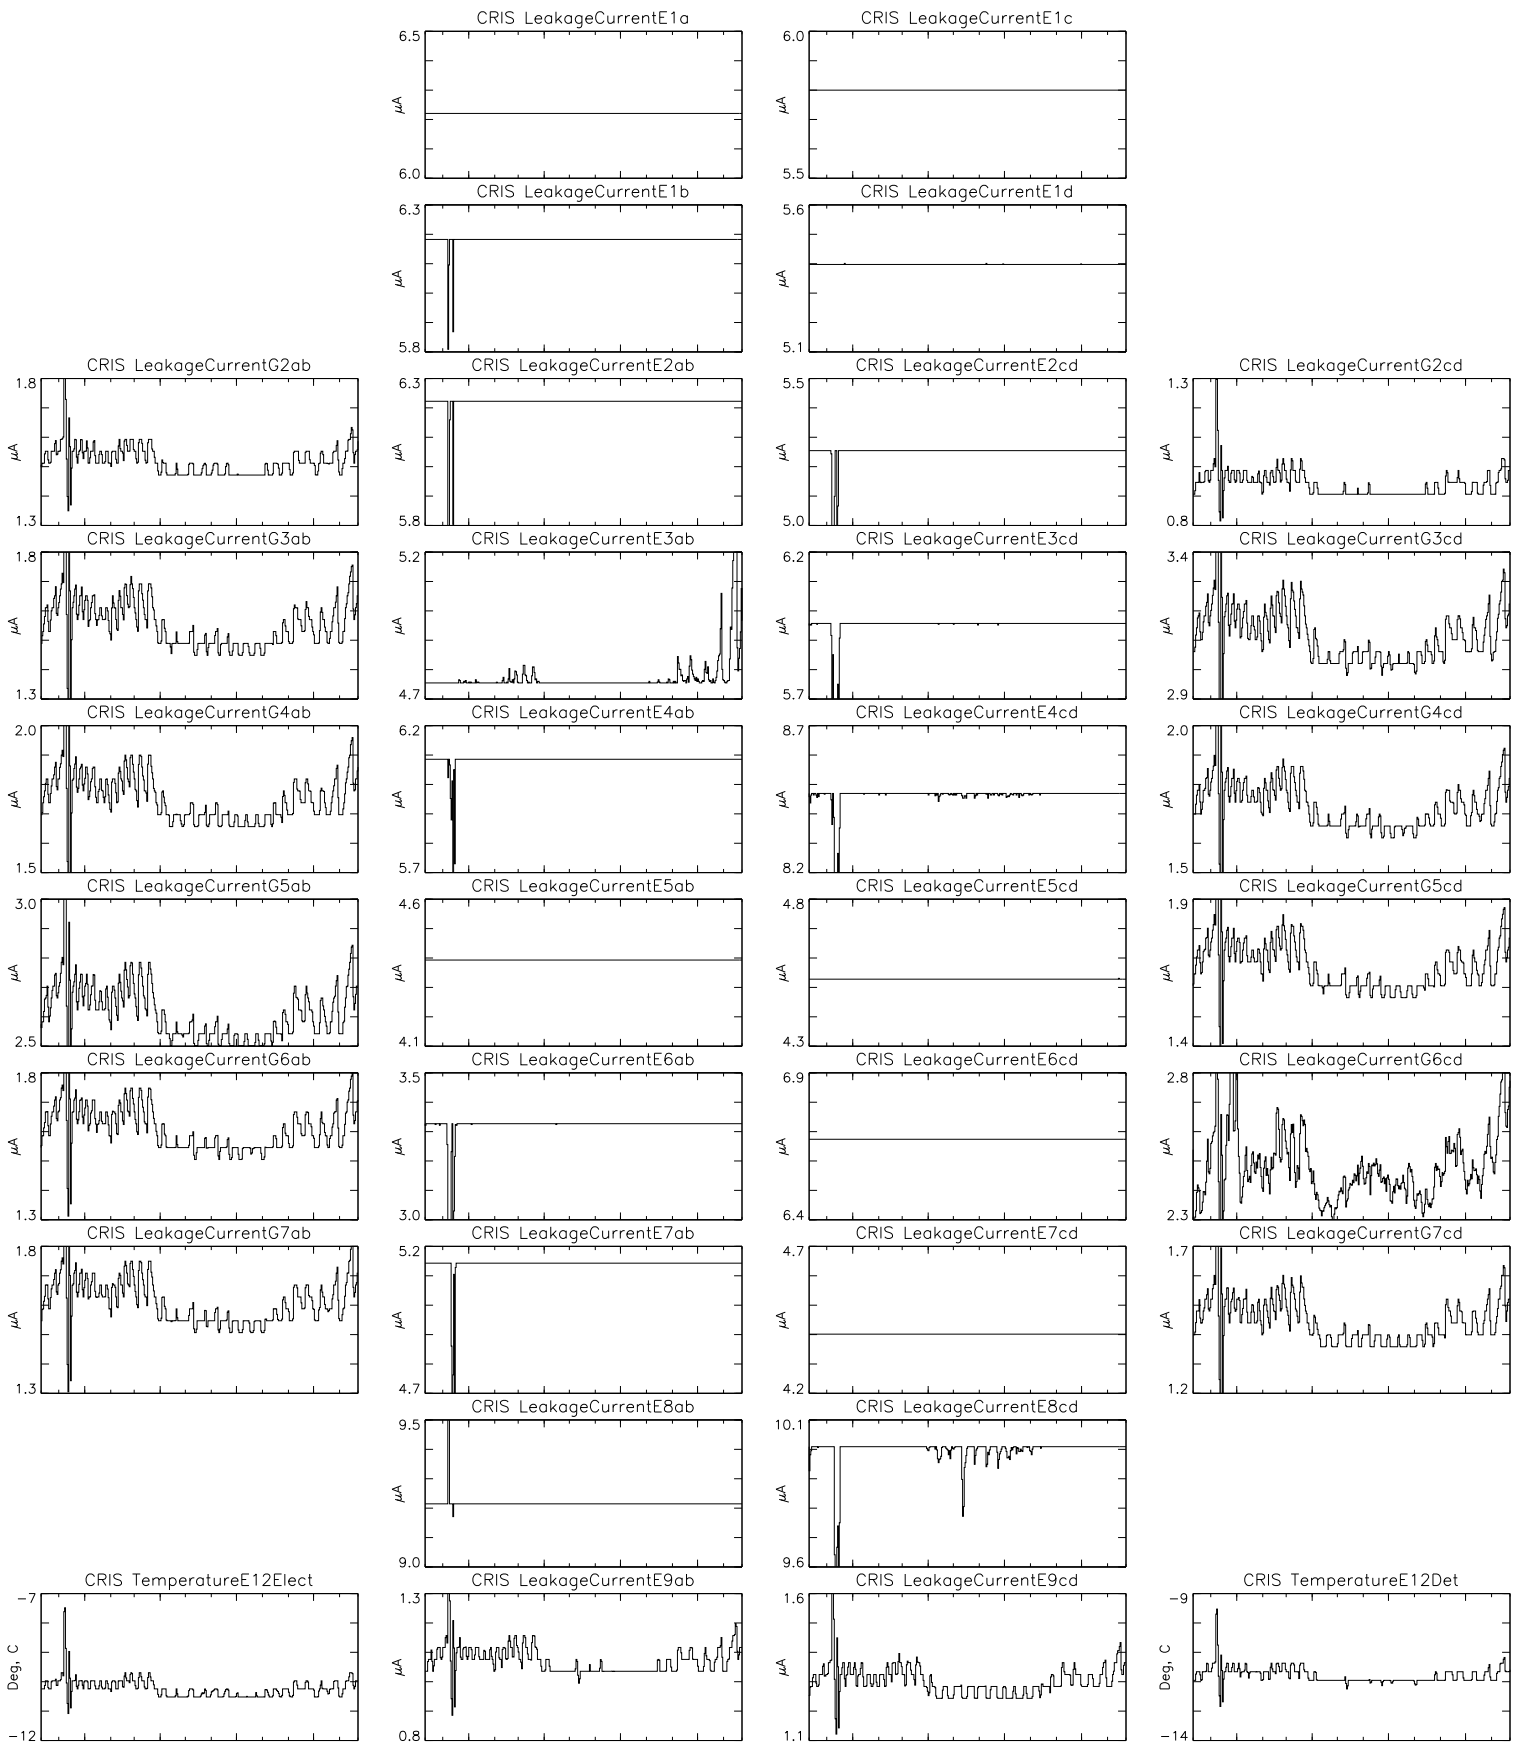 CRIS LeakageCurrentE1a
CRIS LeakageCurrentE1c
6.5
6.0
μA
μA
6.0
5.5
CRIS LeakageCurrentE1b
CRIS LeakageCurrentE1d
6.3
5.6
μA
μA
5.8
5.1
CRIS LeakageCurrentG2ab
CRIS LeakageCurrentE2ab
CRIS LeakageCurrentE2cd
CRIS LeakageCurrentG2cd
1.8
6.3
5.5
1.3
μA
μA
μA
μA
1.3
5.8
5.0
0.8
CRIS LeakageCurrentG3ab
CRIS LeakageCurrentE3ab
CRIS LeakageCurrentE3cd
CRIS LeakageCurrentG3cd
1.8
5.2
6.2
3.4
μA
μA
μA
μA
1.3
4.7
5.7
2.9
CRIS LeakageCurrentG4ab
CRIS LeakageCurrentE4ab
CRIS LeakageCurrentE4cd
CRIS LeakageCurrentG4cd
2.0
6.2
8.7
2.0
μA
μA
μA
μA
1.5
5.7
8.2
1.5
CRIS LeakageCurrentG5ab
CRIS LeakageCurrentE5ab
CRIS LeakageCurrentE5cd
CRIS LeakageCurrentG5cd
3.0
4.6
4.8
1.9
μA
μA
μA
μA
2.5
4.1
4.3
1.4
CRIS LeakageCurrentG6ab
CRIS LeakageCurrentE6ab
CRIS LeakageCurrentE6cd
CRIS LeakageCurrentG6cd
1.8
3.5
6.9
2.8
μA
μA
μA
μA
1.3
3.0
6.4
2.3
CRIS LeakageCurrentG7ab
CRIS LeakageCurrentE7ab
CRIS LeakageCurrentE7cd
CRIS LeakageCurrentG7cd
1.8
5.2
4.7
1.7
μA
μA
μA
μA
1.3
4.7
4.2
1.2
CRIS LeakageCurrentE8ab
CRIS LeakageCurrentE8cd
9.5
10.1
μA
μA
9.0
9.6
CRIS TemperatureE12Elect
CRIS LeakageCurrentE9ab
CRIS LeakageCurrentE9cd
CRIS TemperatureE12Det
-7
1.3
1.6
-9
Deg, C
μA
μA
Deg, C
-12
0.8
1.1
-14